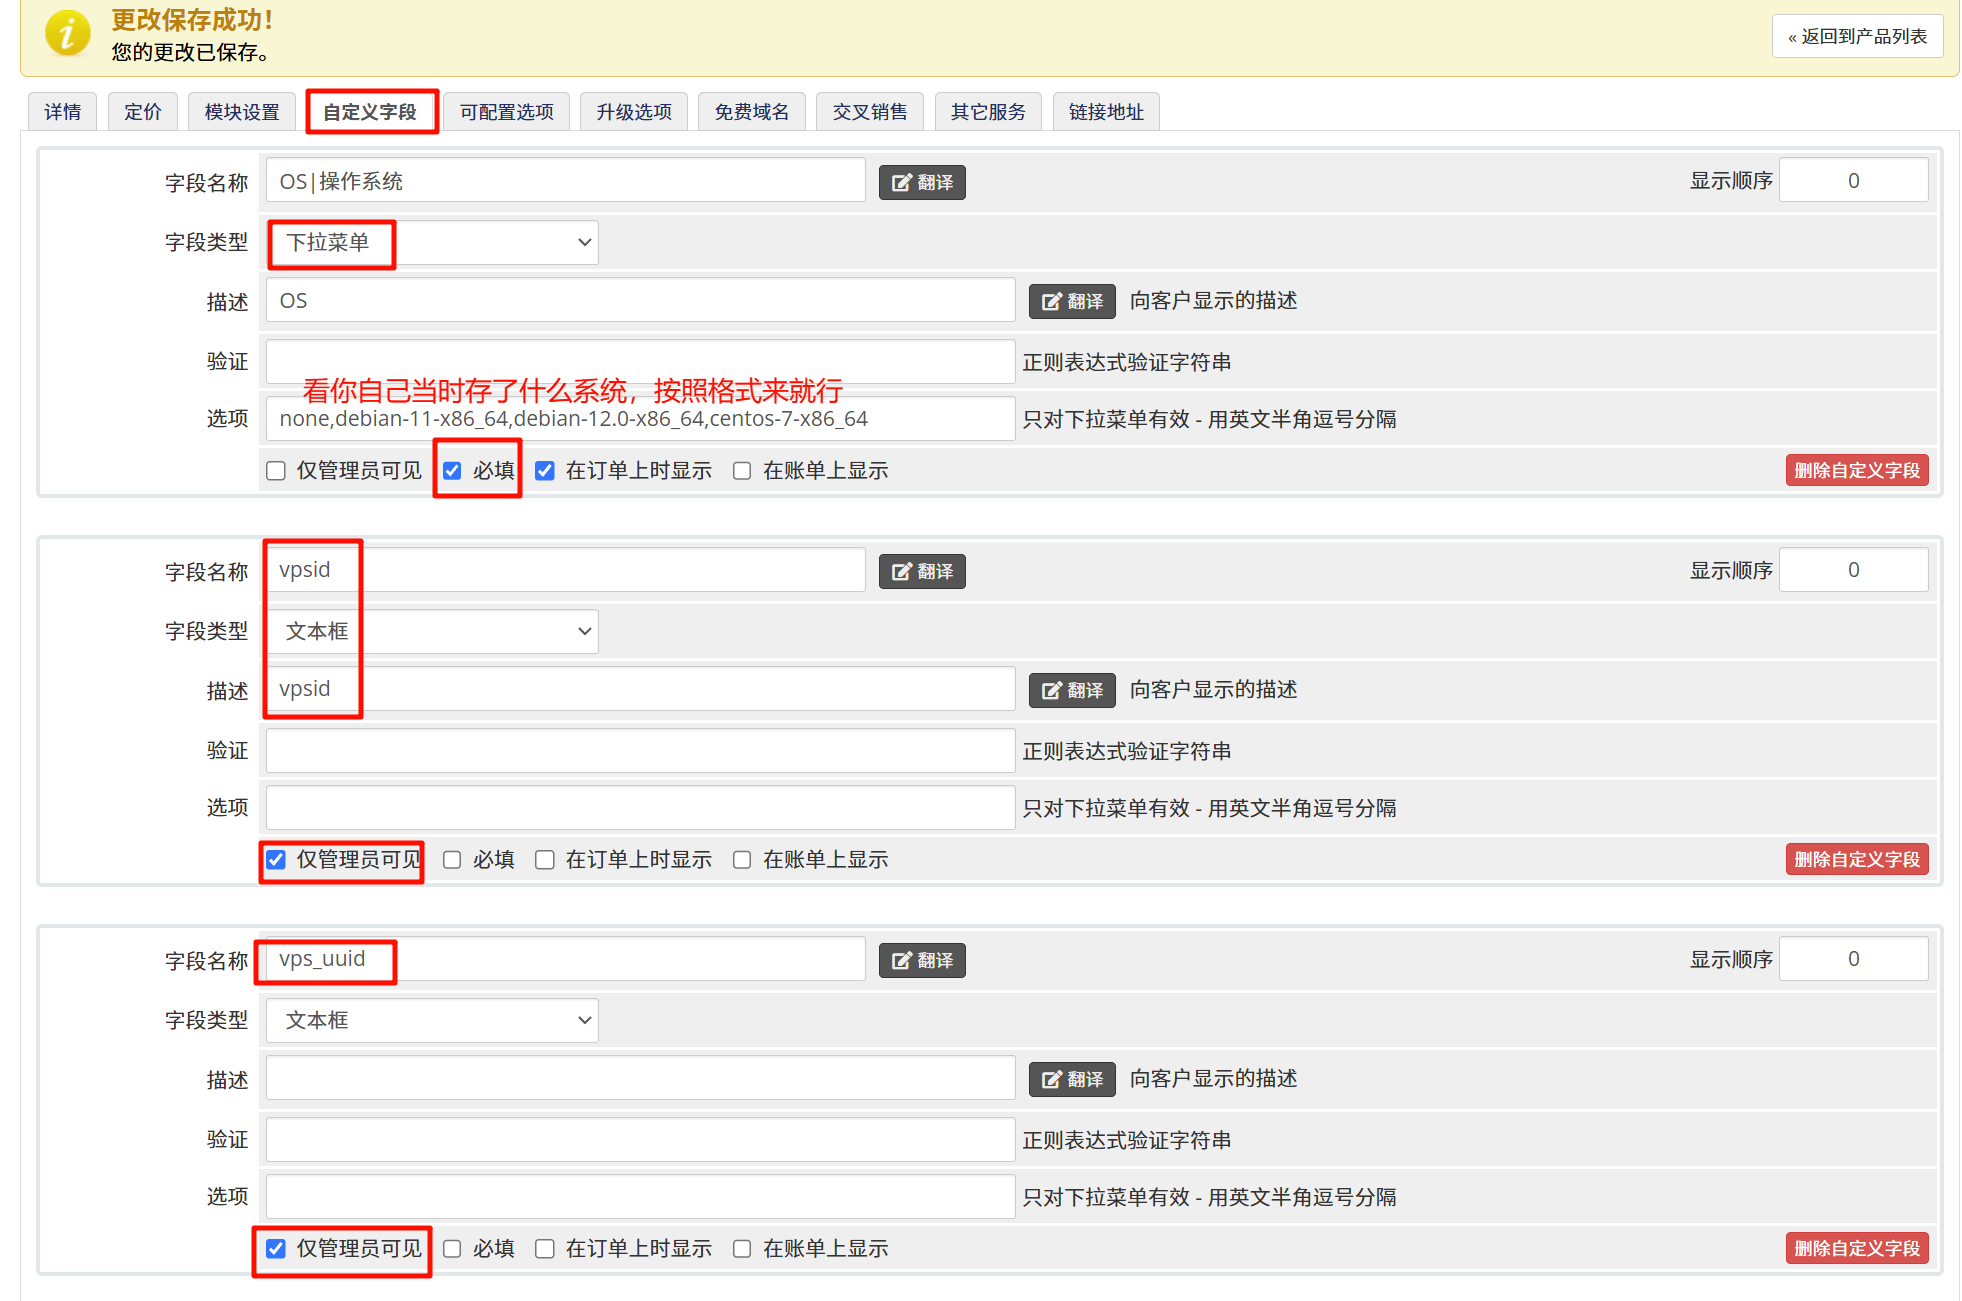 更改保存成功！
您的更改已保存。
« 返回到产品列表
详情 定价 模块设置 自定义字段 可配置选项 升级选项 免费域名 交叉销售 其它服务 链接地址
字段名称 OS|操作系统 翻译 显示顺序 0
字段类型 下拉菜单
描述 OS 翻译 向客户显示的描述
验证 正则表达式验证字符串
看你自己当时存了什么系统，按照格式来就行
选项 none,debian-11-x86_64,debian-12.0-x86_64,centos-7-x86_64 只对下拉菜单有效 - 用英文半角逗号分隔
仅管理员可见 必填 在订单上时显示 在账单上显示 删除自定义字段
字段名称 vpsid 翻译 显示顺序 0
字段类型 文本框
描述 vpsid 翻译 向客户显示的描述
验证 正则表达式验证字符串
选项 只对下拉菜单有效 - 用英文半角逗号分隔
仅管理员可见 必填 在订单上时显示 在账单上显示 删除自定义字段
字段名称 vps_uuid 翻译 显示顺序 0
字段类型 文本框
描述 翻译 向客户显示的描述
验证 正则表达式验证字符串
选项 只对下拉菜单有效 - 用英文半角逗号分隔
仅管理员可见 必填 在订单上时显示 在账单上显示 删除自定义字段